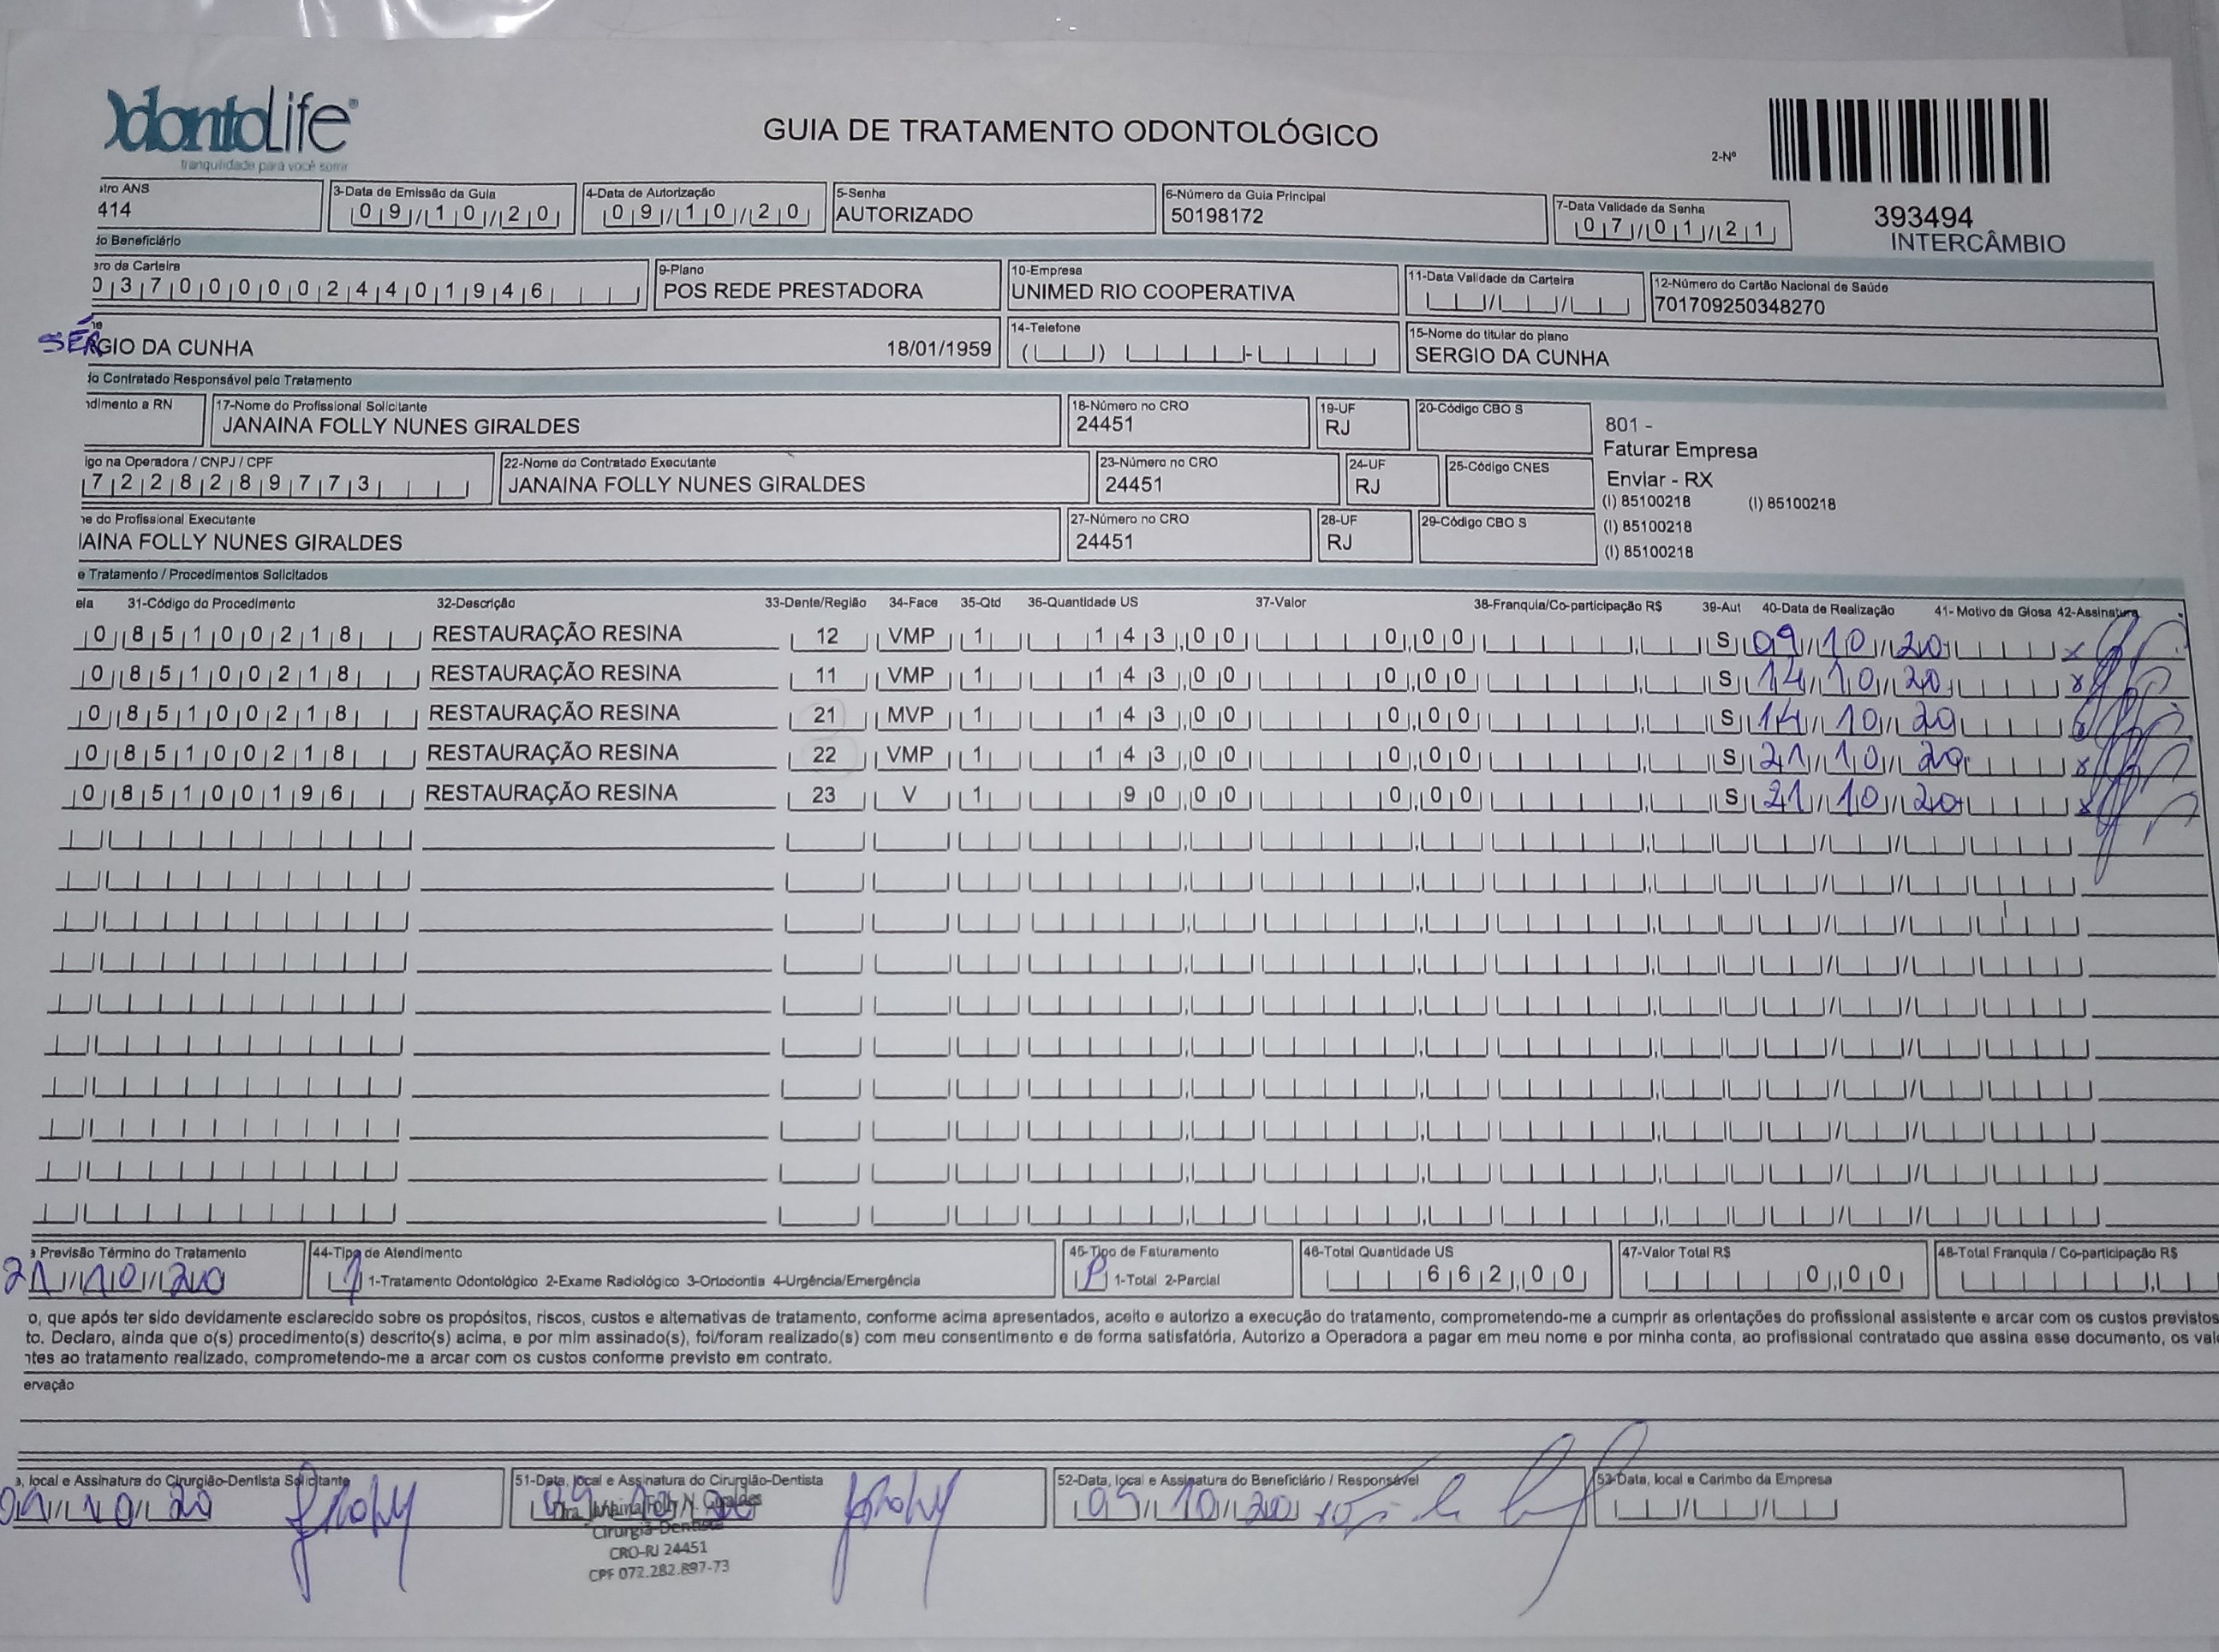 OdontoLife®
tranquilidade para você sorrir
GUIA DE TRATAMENTO ODONTOLÓGICO
2-Nº
393494
INTERCÂMBIO
stro ANS
414
3-Data de Emissão da Guia
09/10/20
4-Data de Autorização
09/10/20
5-Senha
AUTORIZADO
6-Número da Guia Principal
50198172
7-Data Validade da Senha
07/01/21
do Beneficiário
ero da Carteira
0370000024401946
9-Plano
POS REDE PRESTADORA
10-Empresa
UNIMED RIO COOPERATIVA
11-Data Validade da Carteira
12-Número do Cartão Nacional de Saúde
701709250348270
SÉRGIO DA CUNHA 18/01/1959
14-Telefone
15-Nome do titular do plano
SERGIO DA CUNHA
do Contratado Responsável pelo Tratamento
ndimento a RN
17-Nome do Profissional Solicitante
JANAINA FOLLY NUNES GIRALDES
18-Número no CRO
24451
19-UF
RJ
20-Código CBO S
801 -
Faturar Empresa
Enviar - RX
(I) 85100218 (I) 85100218
(I) 85100218
(I) 85100218
igo na Operadora / CNPJ / CPF
7228289773
22-Nome do Contratado Executante
JANAINA FOLLY NUNES GIRALDES
23-Número no CRO
24451
24-UF
RJ
25-Código CNES
ne do Profissional Executante
IAINA FOLLY NUNES GIRALDES
27-Número no CRO
24451
28-UF
RJ
29-Código CBO S
e Tratamento / Procedimentos Solicitados
ela 31-Código do Procedimento 32-Descrição 33-Dente/Região 34-Face 35-Qtd 36-Quantidade US 37-Valor 38-Franquia/Co-participação R$ 39-Aut 40-Data de Realização 41- Motivo da Glosa 42-Assinatura
085100218 RESTAURAÇÃO RESINA 12 VMP 1 143,00 0,00 S 09/10/20
085100218 RESTAURAÇÃO RESINA 11 VMP 1 143,00 0,00 S 14/10/20
085100218 RESTAURAÇÃO RESINA 21 MVP 1 143,00 0,00 S 14/10/20
085100218 RESTAURAÇÃO RESINA 22 VMP 1 143,00 0,00 S 21/10/20
085100196 RESTAURAÇÃO RESINA 23 V 1 90,00 0,00 S 21/10/20
a Previsão Término do Tratamento
21/10/20
44-Tipo de Atendimento
1 1-Tratamento Odontológico 2-Exame Radiológico 3-Ortodontia 4-Urgência/Emergência
45-Tipo de Faturamento
P 1-Total 2-Parcial
46-Total Quantidade US
662,00
47-Valor Total R$
0,00
48-Total Franquia / Co-participação R$
o, que após ter sido devidamente esclarecido sobre os propósitos, riscos, custos e alternativas de tratamento, conforme acima apresentados, aceito e autorizo a execução do tratamento, comprometendo-me a cumprir as orientações do profissional assistente e arcar com os custos previstos
to. Declaro, ainda que o(s) procedimento(s) descrito(s) acima, e por mim assinado(s), foi/foram realizado(s) com meu consentimento e de forma satisfatória. Autorizo a Operadora a pagar em meu nome e por minha conta, ao profissional contratado que assina esse documento, os val
ntes ao tratamento realizado, comprometendo-me a arcar com os custos conforme previsto em contrato.
ervação
a, local e Assinatura do Cirurgião-Dentista Solicitante
09/10/20
51-Data, local e Assinatura do Cirurgião-Dentista
09/10/20
Dra. Janaina Folly N. Giraldes
Cirurgiã-Dentista
CRO-RJ 24451
CPF 072.282.897-73
52-Data, local e Assinatura do Beneficiário / Responsável
09/10/20
53-Data, local e Carimbo da Empresa